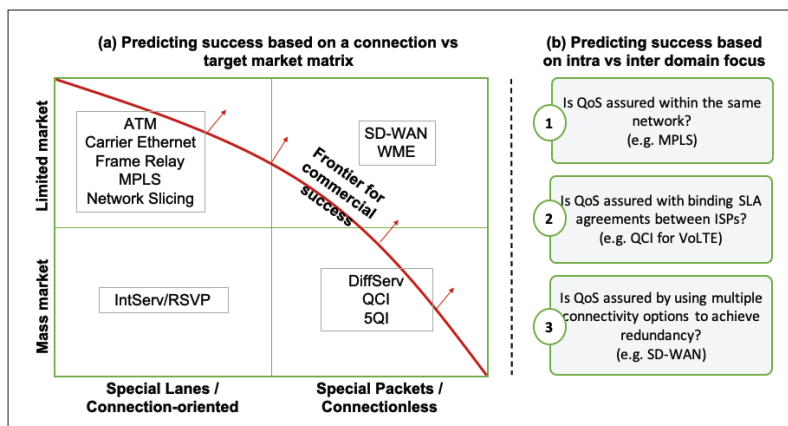 (a) Predicting success based on a connection vs
target market matrix
Limited market
Mass market
ATM
Carrier Ethernet
Frame Relay
MPLS
Network Slicing
SD-WAN
WME
Frontier for
commercial
success
IntServ/RSVP
DiffServ
QCI
5QI
Special Lanes /
Connection-oriented
Special Packets /
Connectionless
(b) Predicting success based
on intra vs inter domain focus
1
Is QoS assured within the same
network?
(e.g. MPLS)
2
Is QoS assured with binding SLA
agreements between ISPs?
(e.g. QCI for VoLTE)
3
Is QoS assured by using multiple
connectivity options to achieve
redundancy?
(e.g. SD-WAN)